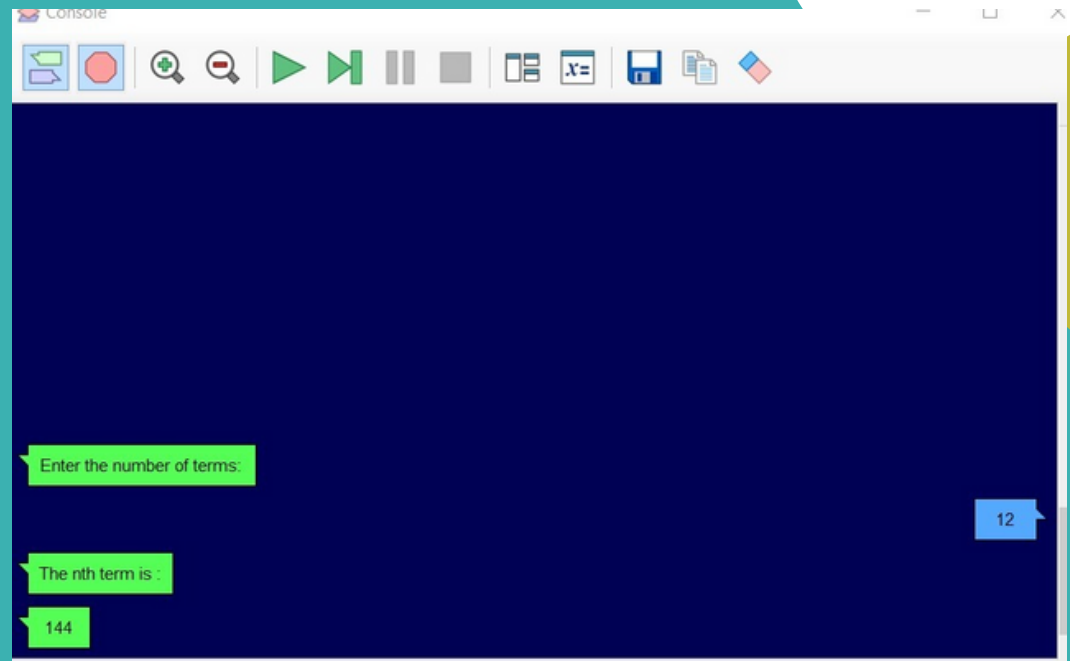 Console
x=
Enter the number of terms:
12
The nth term is :
144